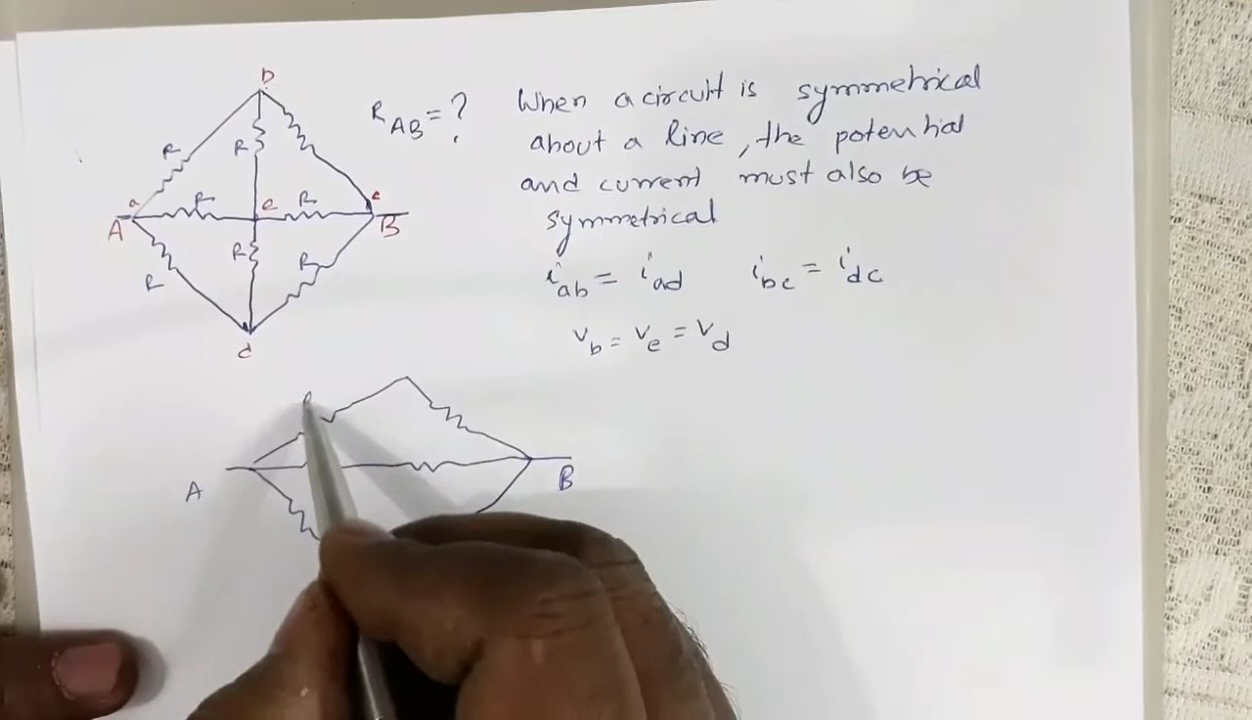 b
R_AB = ?
R
R
a
R
e
R
c
A
B
R
R
R
d
When a circuit is symmetrical
about a line, the potential
and current must also be
symmetrical
i_ab = i_ad i_bc = i_dc
V_b = V_e = V_d
A
B